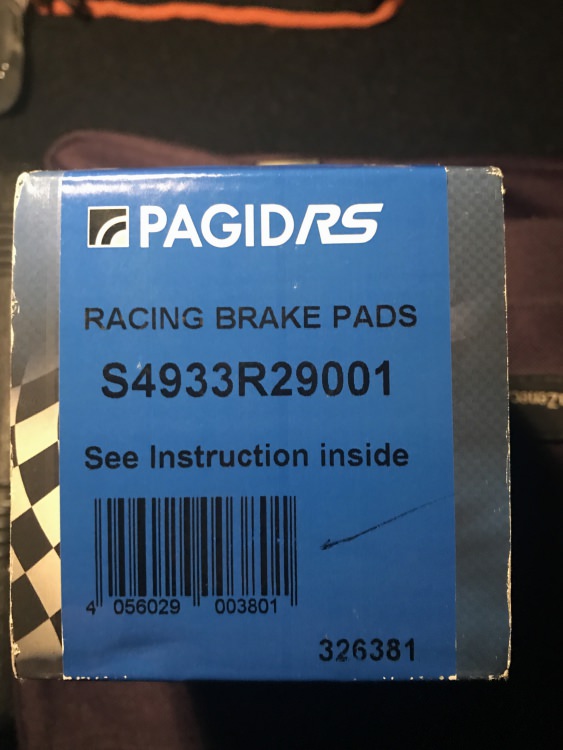 PAGIDRS
RACING BRAKE PADS
S4933R29001
See Instruction inside
4 056029 003801
326381